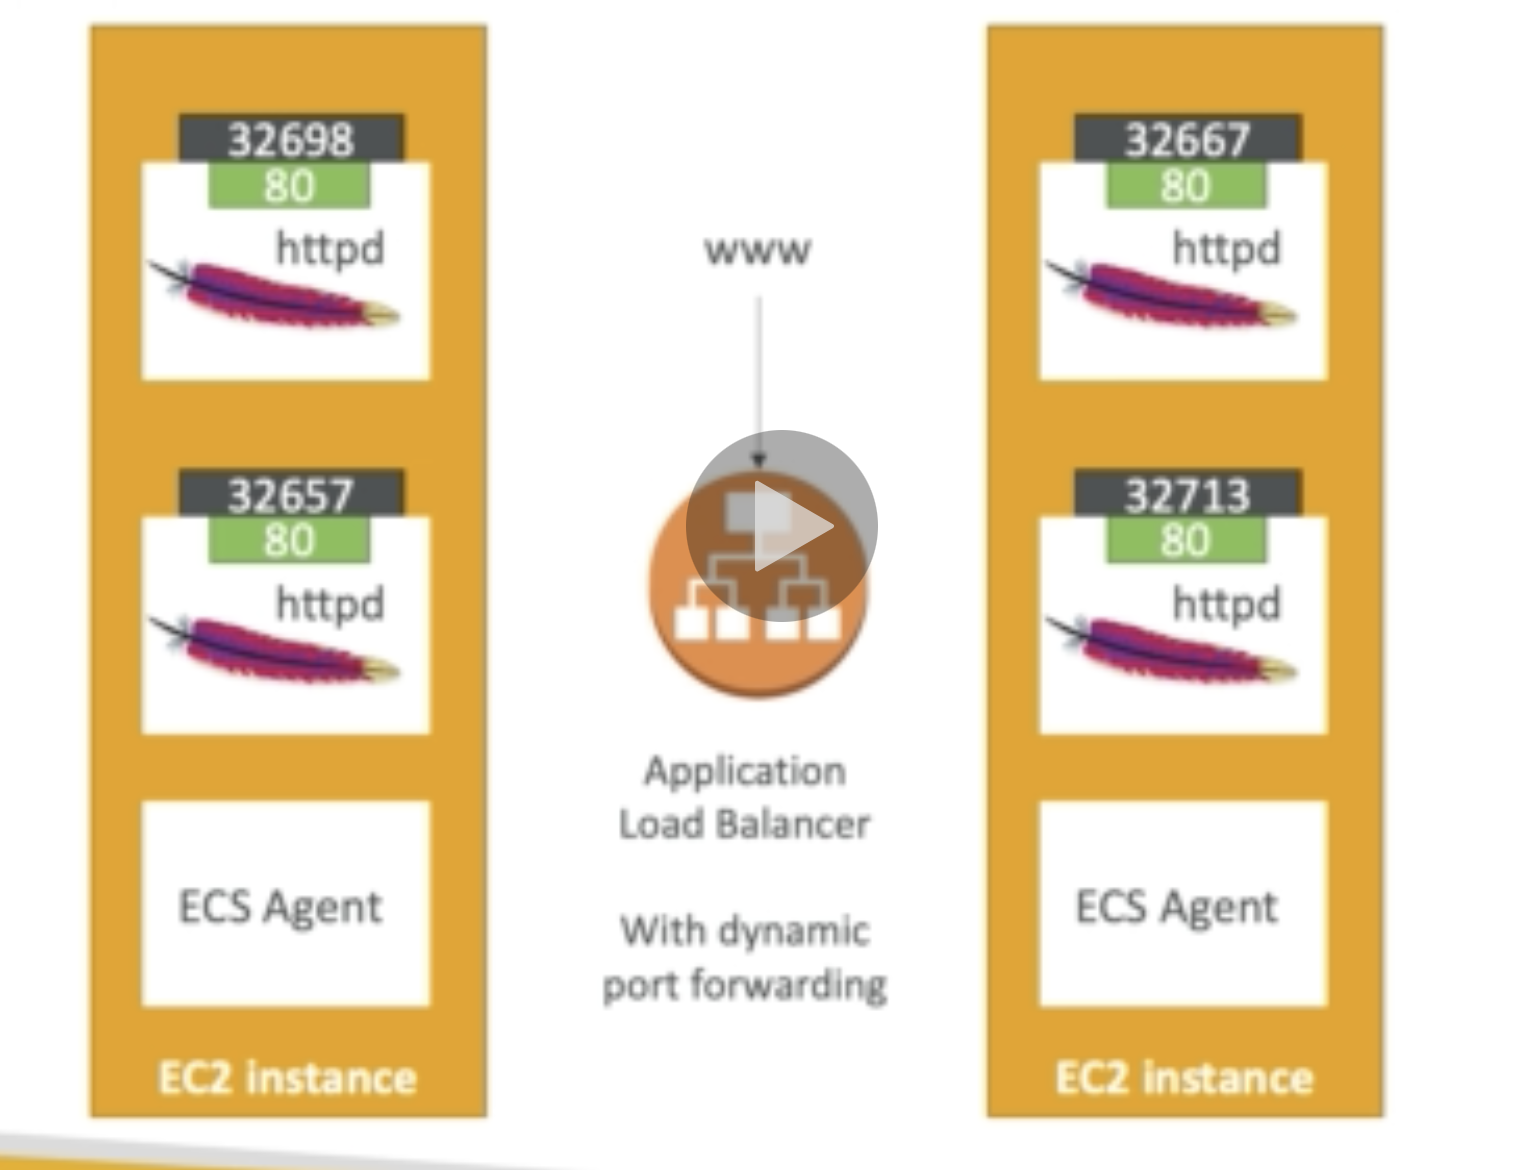 32698
80
httpd
32657
80
httpd
ECS Agent
EC2 instance
www
Application
Load Balancer
With dynamic
port forwarding
32667
80
httpd
32713
80
httpd
ECS Agent
EC2 instance